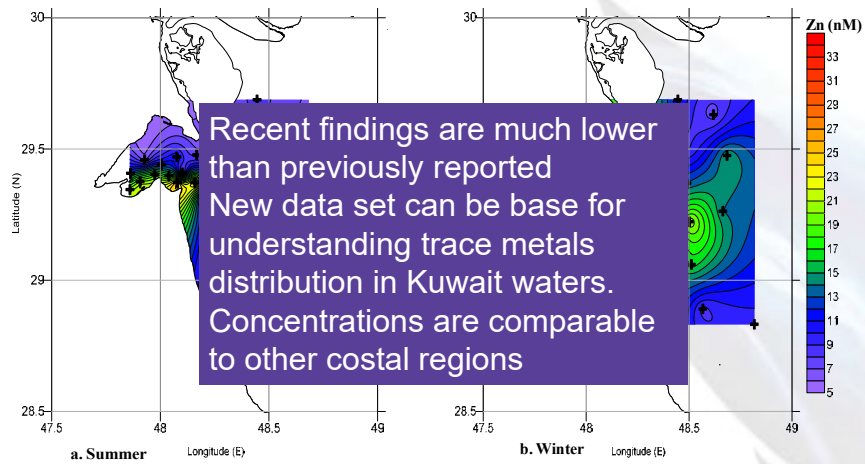 30
30
Zn (nM)
33
31
29
27
25
23
21
19
17
15
13
11
9
7
5
29.5
29.5
29
29
28.5
28.5
Latitude (N)
Recent findings are much lower
than previously reported
New data set can be base for
understanding trace metals
distribution in Kuwait waters.
Concentrations are comparable
to other costal regions
47.5
48
48.5
49
47.5
48
48.5
49
a. Summer
Longitude (E)
b. Winter
Longitude (E)